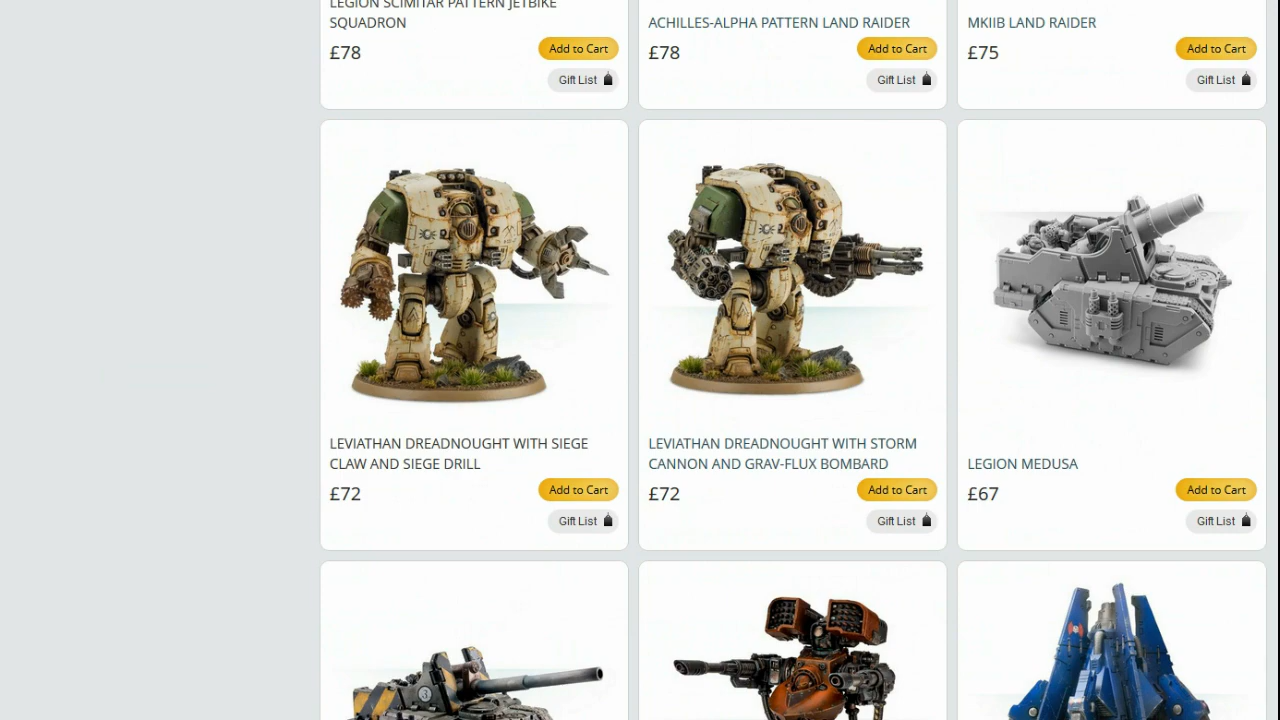 LEGION SCIMITAR PATTERN JETBIKE
SQUADRON
£78
Add to Cart
Gift List
ACHILLES-ALPHA PATTERN LAND RAIDER
£78
Add to Cart
Gift List
MKIIB LAND RAIDER
£75
Add to Cart
Gift List
LEVIATHAN DREADNOUGHT WITH SIEGE
CLAW AND SIEGE DRILL
£72
Add to Cart
Gift List
LEVIATHAN DREADNOUGHT WITH STORM
CANNON AND GRAV-FLUX BOMBARD
£72
Add to Cart
Gift List
LEGION MEDUSA
£67
Add to Cart
Gift List
3